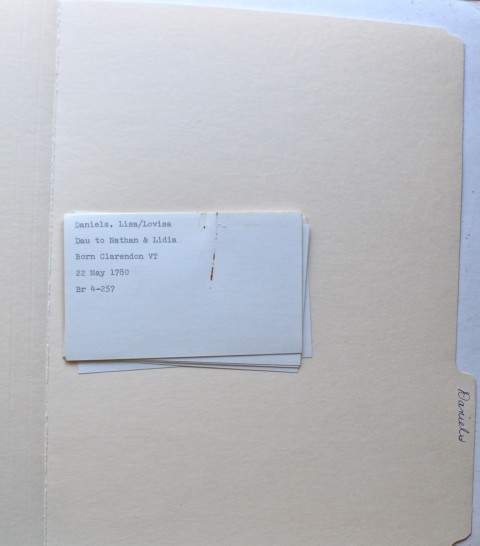 Daniels, Lisa/Lovisa
Dau to Nathan & Lidia
Born Clarendon VT
22 May 1780
Br 4-257
Daniels